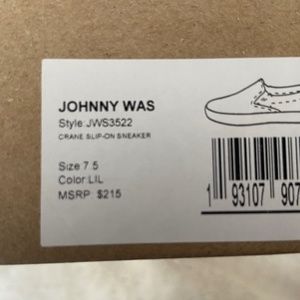 JOHNNY WAS
Style:JWS3522
CRANE SLIP-ON SNEAKER
Size 7.5
Color:LIL
MSRP $215
1 93107 907